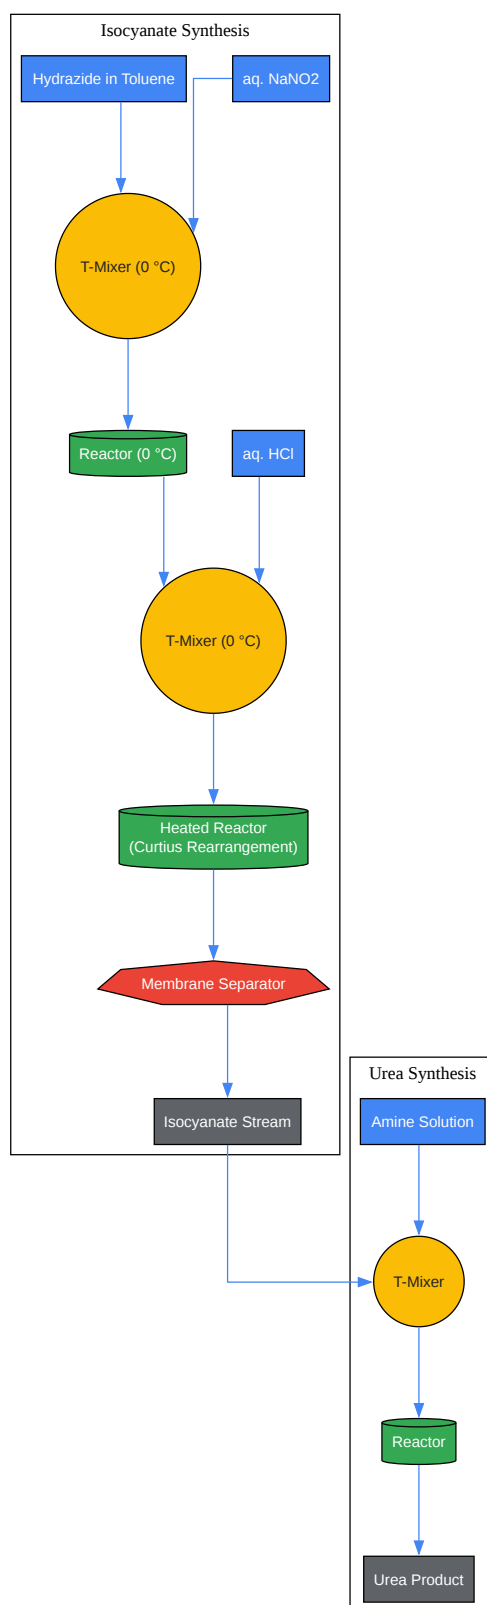 Isocyanate Synthesis
Hydrazide in Toluene
aq. NaNO2
T-Mixer (0 °C)
Reactor (0 °C)
aq. HCl
T-Mixer (0 °C)
Heated Reactor
(Curtius Rearrangement)
Membrane Separator
Isocyanate Stream
Urea Synthesis
Amine Solution
T-Mixer
Reactor
Urea Product